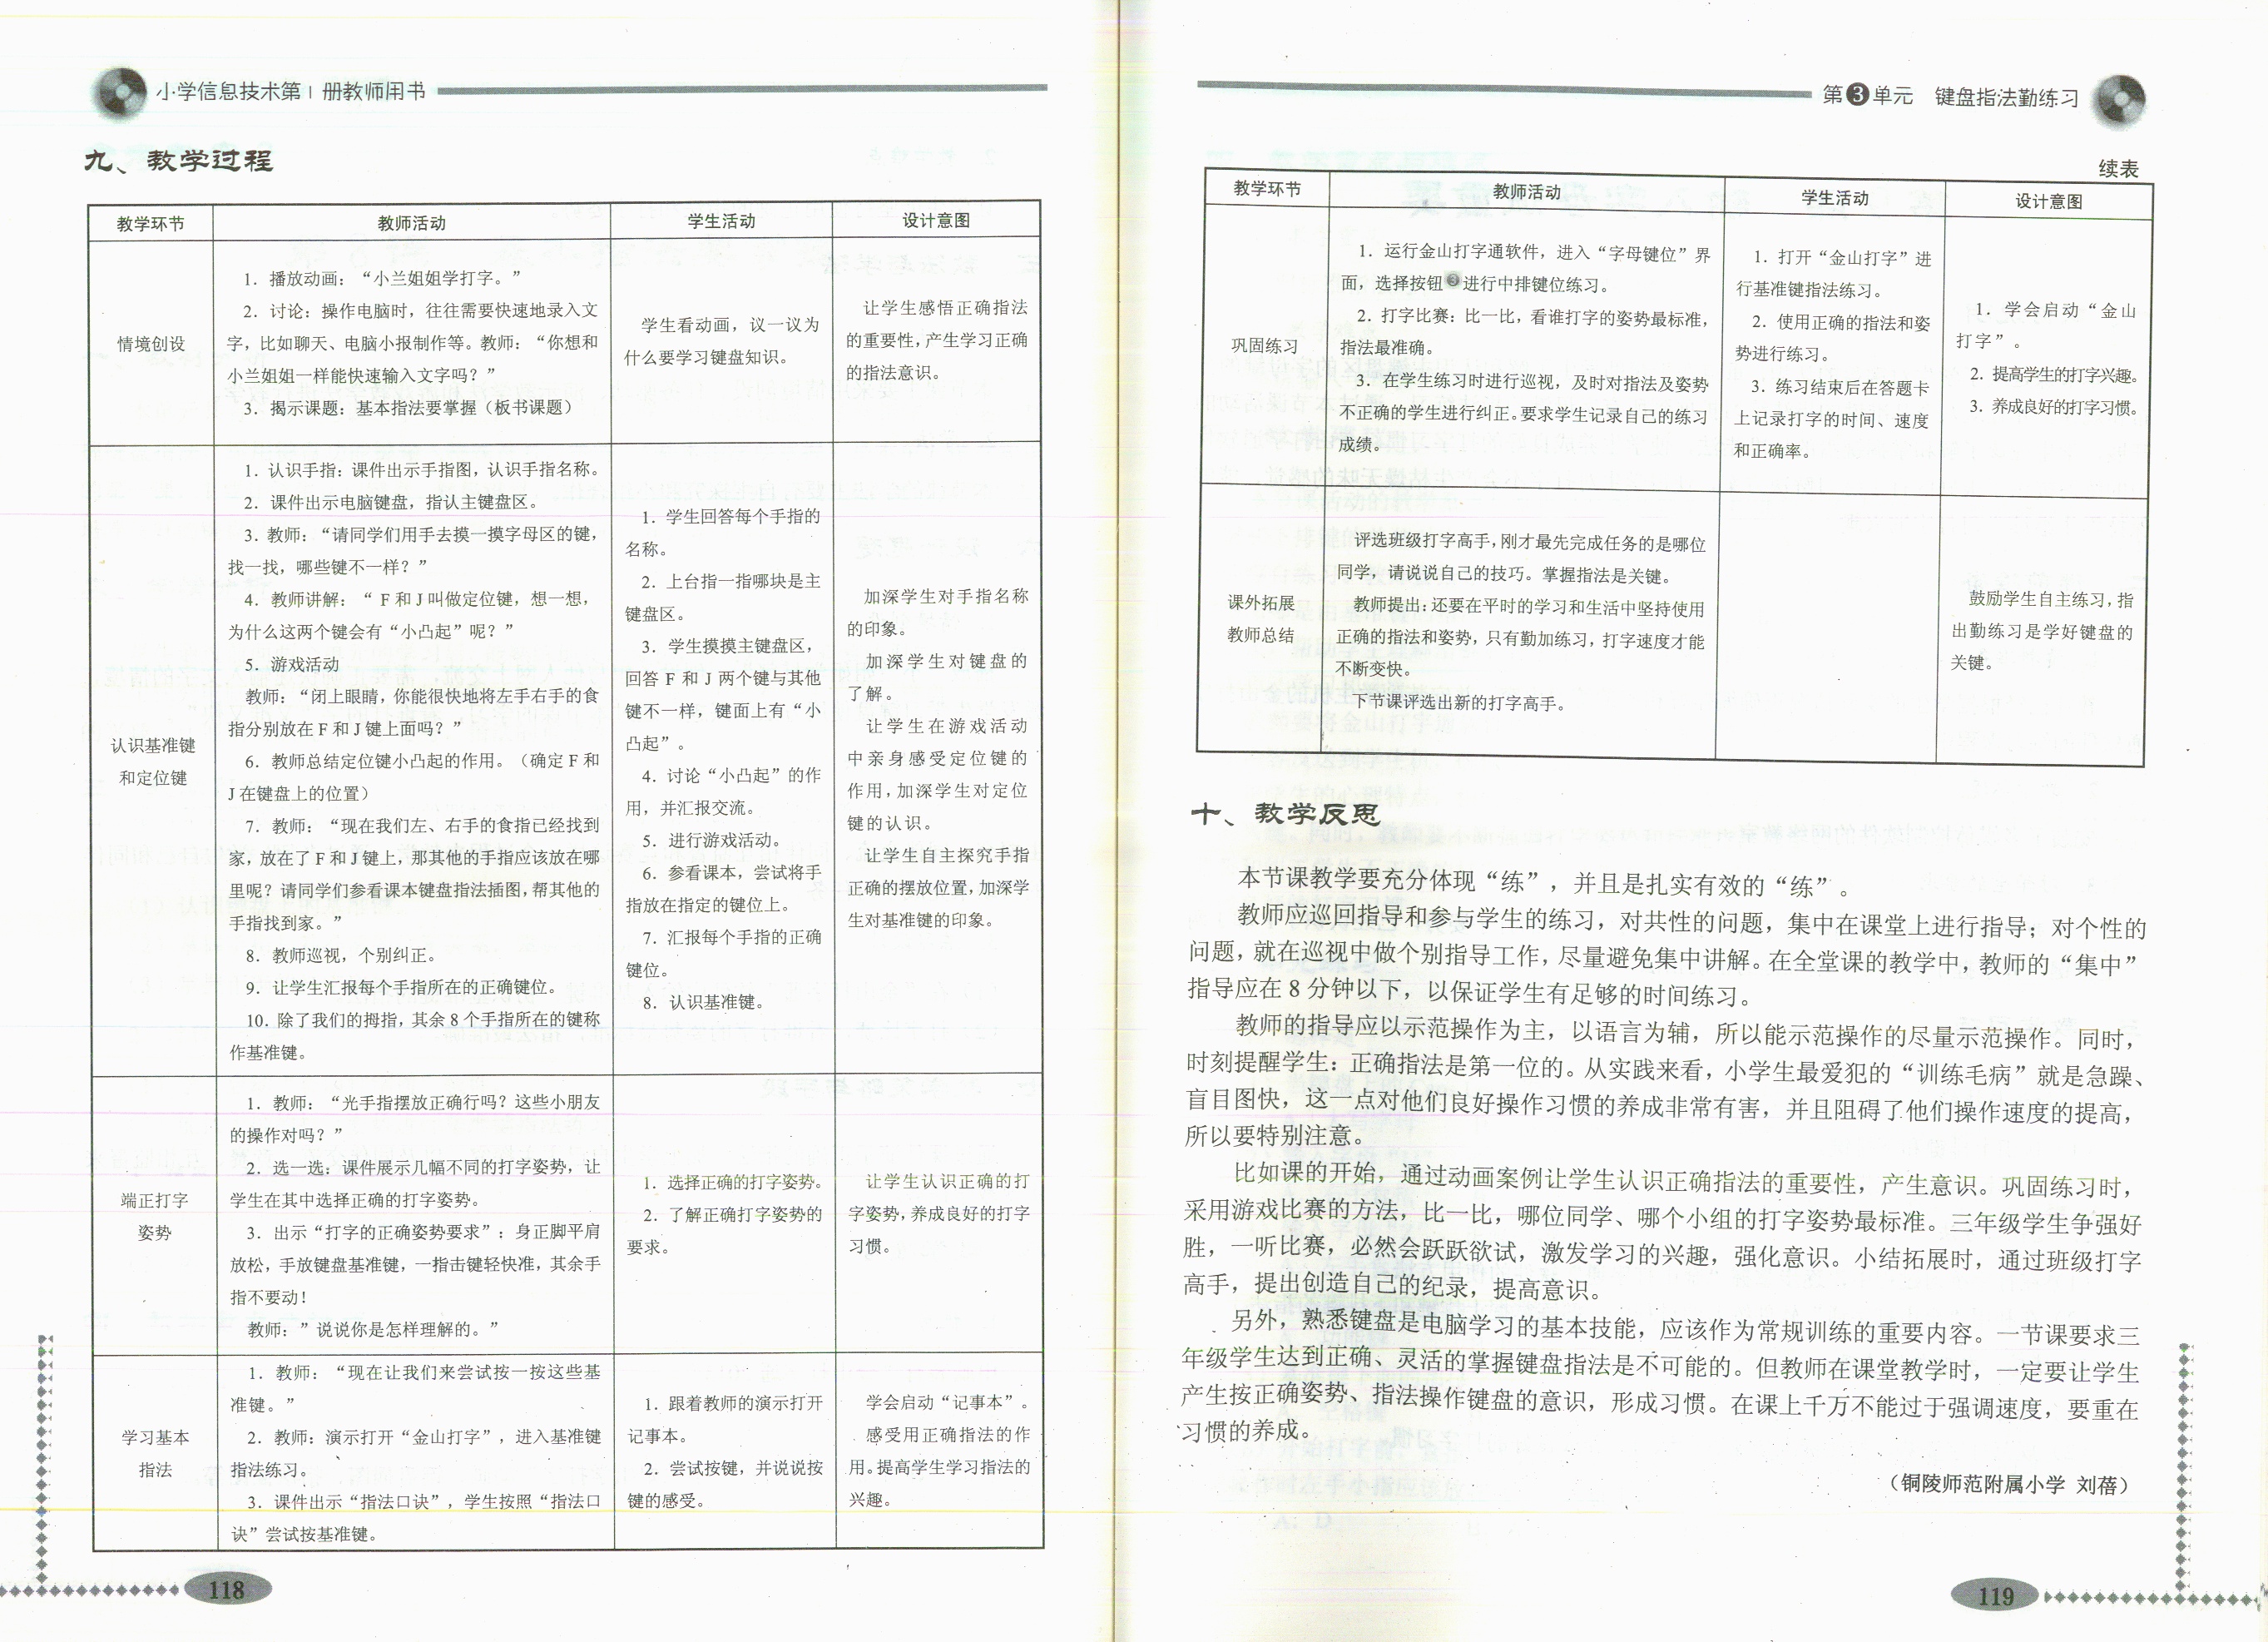 小学信息技术第1册教师用书
九、教学过程
教学环节 教师活动 学生活动 设计意图
情境创设
1. 播放动画：“小兰姐姐学打字。”
2. 讨论：操作电脑时，往往需要快速地录入文
字，比如聊天、电脑小报制作等。教师：“你想和
小兰姐姐一样能快速输入文字吗？”
3. 揭示课题：基本指法要掌握（板书课题）
学生看动画，议一议为
什么要学习键盘知识。
让学生感悟正确指法
的重要性，产生学习正确
的指法意识。
认识基准键
和定位键
1. 认识手指：课件出示手指图，认识手指名称。
2. 课件出示电脑键盘，指认主键盘区。
3. 教师：“请同学们用手去摸一摸字母区的键，
找一找，哪些键不一样？”
4. 教师讲解：“ F 和 J 叫做定位键，想一想，
为什么这两个键会有“小凸起”呢？”
5. 游戏活动
教师：“闭上眼睛，你能很快地将左手右手的食
指分别放在 F 和 J 键上面吗？”
6. 教师总结定位键小凸起的作用。（确定 F 和
J 在键盘上的位置）
7. 教师：“现在我们左、右手的食指已经找到
家，放在了 F 和 J 键上，那其他的手指应该放在哪
里呢？请同学们参看课本键盘指法插图，帮其他的
手指找到家。”
8. 教师巡视，个别纠正。
9. 让学生汇报每个手指所在的正确键位。
10. 除了我们的拇指，其余 8 个手指所在的键称
作基准键。
1. 学生回答每个手指的
名称。
2. 上台指一指哪块是主
键盘区。
3. 学生摸摸主键盘区，
回答 F 和 J 两个键与其他
键不一样，键面上有“小
凸起”。
4. 讨论“小凸起”的作
用，并汇报交流。
5. 进行游戏活动。
6. 参看课本，尝试将手
指放在指定的键位上。
7. 汇报每个手指的正确
键位。
8. 认识基准键。
加深学生对手指名称
的印象。
加深学生对键盘的
了解。
让学生在游戏活动
中亲身感受定位键的
作用，加深学生对定位
键的认识。
让学生自主探究手指
正确的摆放位置，加深学
生对基准键的印象。
端正打字
姿势
1. 教师：“光手指摆放正确行吗？这些小朋友
的操作对吗？”
2. 选一选：课件展示几幅不同的打字姿势，让
学生在其中选择正确的打字姿势。
3. 出示“打字的正确姿势要求”：身正脚平肩
放松，手放键盘基准键，一指击键轻快准，其余手
指不要动！
教师：”说说你是怎样理解的。”
1. 选择正确的打字姿势。
2. 了解正确打字姿势的
要求。
让学生认识正确的打
字姿势，养成良好的打字
习惯。
学习基本
指法
1. 教师：“现在让我们来尝试按一按这些基
准键。”
2. 教师：演示打开“金山打字”，进入基准键
指法练习。
3. 课件出示“指法口诀”，学生按照“指法口
诀”尝试按基准键。
1. 跟着教师的演示打开
记事本。
2. 尝试按键，并说说按
键的感受。
学会启动“记事本”。
感受用正确指法的作
用。提高学生学习指法的
兴趣。
118
第3单元 键盘指法勤练习
续表
教学环节 教师活动 学生活动 设计意图
巩固练习
1. 运行金山打字通软件，进入“字母键位”界
面，选择按钮❸进行中排键位练习。
2. 打字比赛：比一比，看谁打字的姿势最标准，
指法最准确。
3. 在学生练习时进行巡视，及时对指法及姿势
不正确的学生进行纠正。要求学生记录自己的练习
成绩。
1. 打开“金山打字”进
行基准键指法练习。
2. 使用正确的指法和姿
势进行练习。
3. 练习结束后在答题卡
上记录打字的时间、速度
和正确率。
1. 学会启动“金山
打字”。
2. 提高学生的打字兴趣。
3. 养成良好的打字习惯。
课外拓展
教师总结
评选班级打字高手，刚才最先完成任务的是哪位
同学，请说说自己的技巧。掌握指法是关键。
教师提出：还要在平时的学习和生活中坚持使用
正确的指法和姿势，只有勤加练习，打字速度才能
不断变快。
下节课评选出新的打字高手。
鼓励学生自主练习，指
出勤练习是学好键盘的
关键。
十、教学反思
本节课教学要充分体现“练”，并且是扎实有效的“练”。
教师应巡回指导和参与学生的练习，对共性的问题，集中在课堂上进行指导；对个性的
问题，就在巡视中做个别指导工作，尽量避免集中讲解。在全堂课的教学中，教师的“集中”
指导应在 8 分钟以下，以保证学生有足够的时间练习。
教师的指导应以示范操作为主，以语言为辅，所以能示范操作的尽量示范操作。同时，
时刻提醒学生：正确指法是第一位的。从实践来看，小学生最爱犯的“训练毛病”就是急躁、
盲目图快，这一点对他们良好操作习惯的养成非常有害，并且阻碍了他们操作速度的提高，
所以要特别注意。
比如课的开始，通过动画案例让学生认识正确指法的重要性，产生意识。巩固练习时，
采用游戏比赛的方法，比一比，哪位同学、哪个小组的打字姿势最标准。三年级学生争强好
胜，一听比赛，必然会跃跃欲试，激发学习的兴趣，强化意识。小结拓展时，通过班级打字
高手，提出创造自己的纪录，提高意识。
另外，熟悉键盘是电脑学习的基本技能，应该作为常规训练的重要内容。一节课要求三
年级学生达到正确、灵活的掌握键盘指法是不可能的。但教师在课堂教学时，一定要让学生
产生按正确姿势、指法操作键盘的意识，形成习惯。在课上千万不能过于强调速度，要重在
习惯的养成。
（铜陵师范附属小学 刘蓓）
119